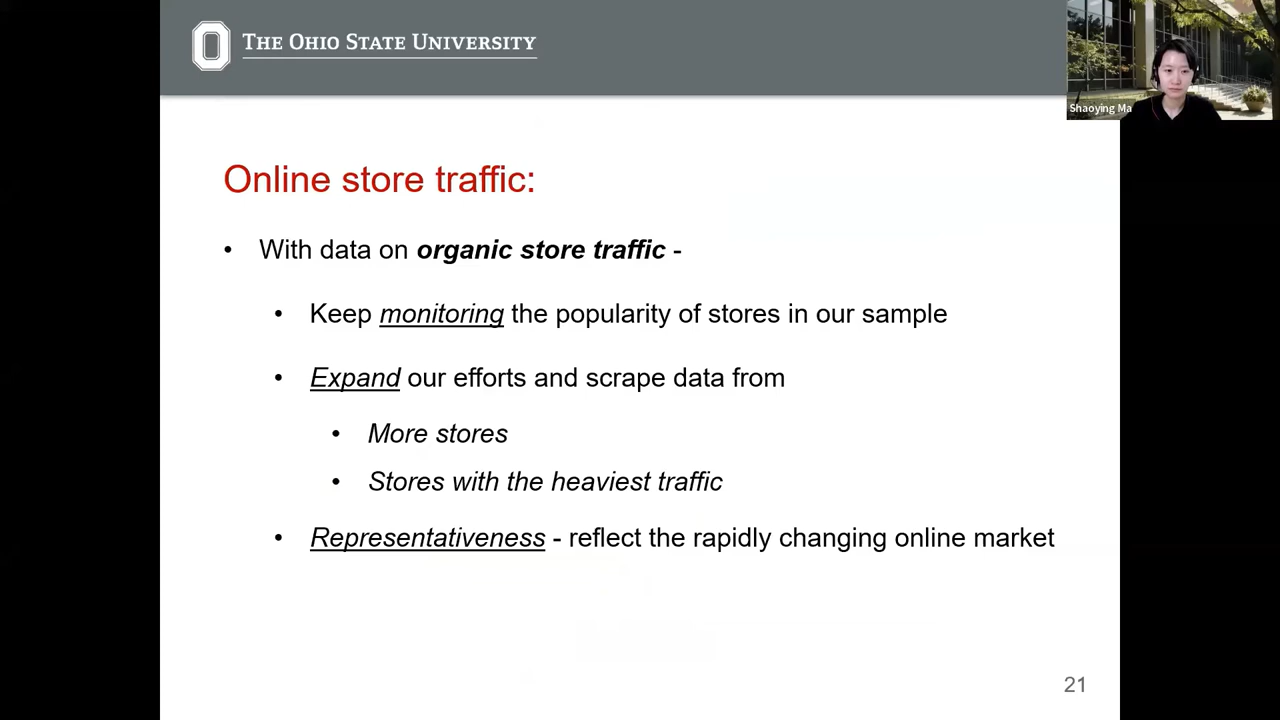 THE OHIO STATE UNIVERSITY
Shaoying Ma
Online store traffic:
• With data on organic store traffic -
• Keep monitoring the popularity of stores in our sample
• Expand our efforts and scrape data from
• More stores
• Stores with the heaviest traffic
• Representativeness - reflect the rapidly changing online market
21